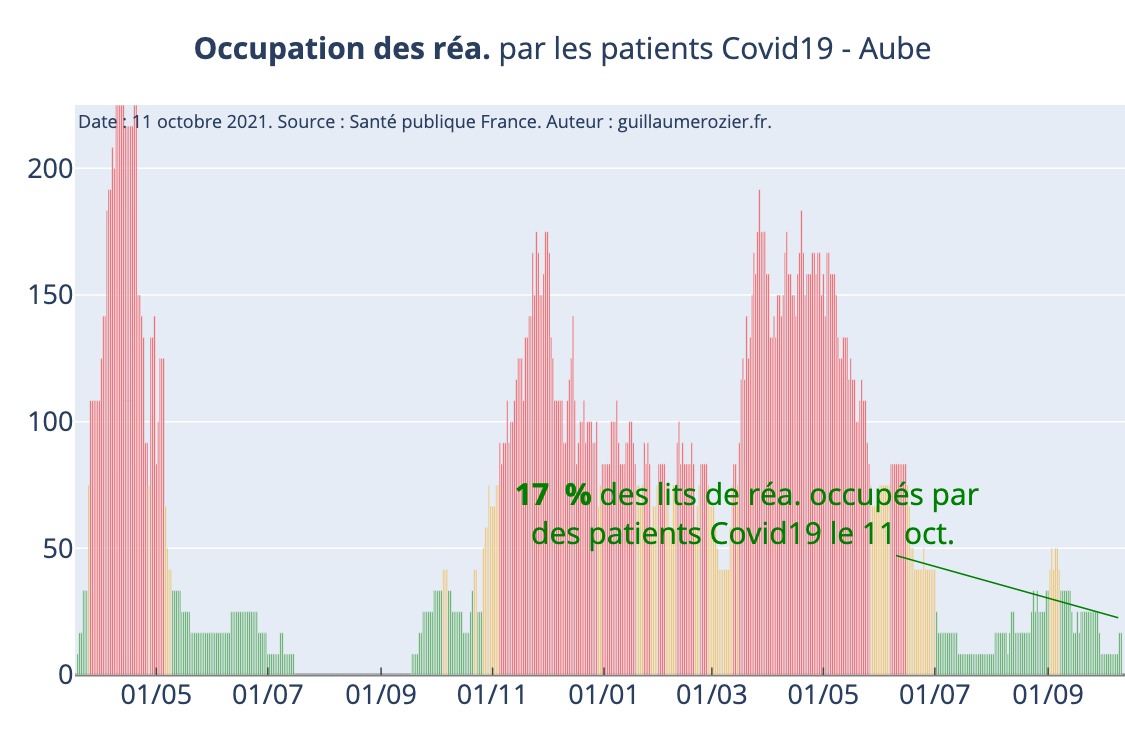 Occupation des réa. par les patients Covid19 - Aube
Date : 11 octobre 2021. Source : Santé publique France. Auteur : guillaumerozier.fr.
200
150
100
50
0
17 % des lits de réa. occupés par
des patients Covid19 le 11 oct.
01/05 01/07 01/09 01/11 01/01 01/03 01/05 01/07 01/09